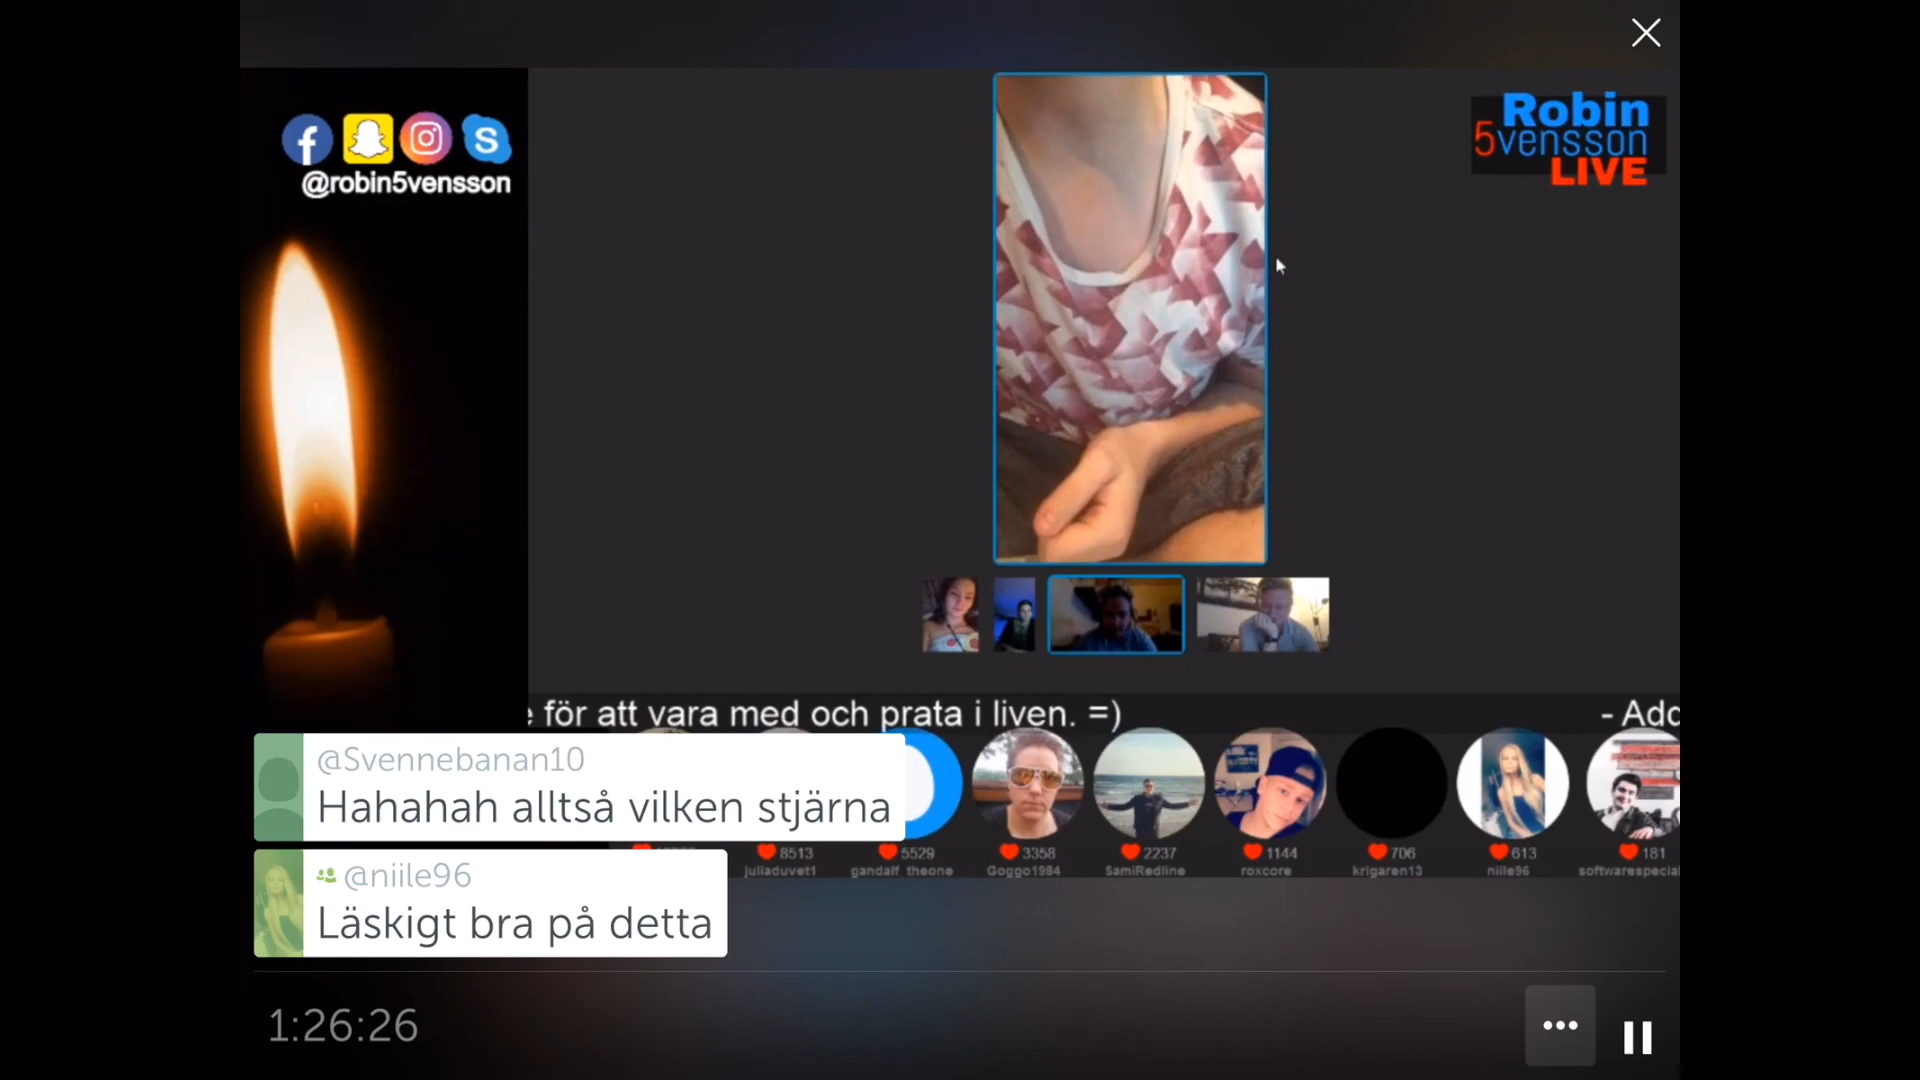 @robin5vensson
Robin
5vensson
LIVE
för att vara med och prata i liven. =)
- Add
@Svennebanan10
Hahahah alltså vilken stjärna
@niile96
Läskigt bra på detta
8513
juliaduvet1
5529
gandalf theone
3358
Goggo1984
2237
SamiRedline
1144
roxcore
706
krigaren13
613
niile96
181
softwarespecial
1:26:26